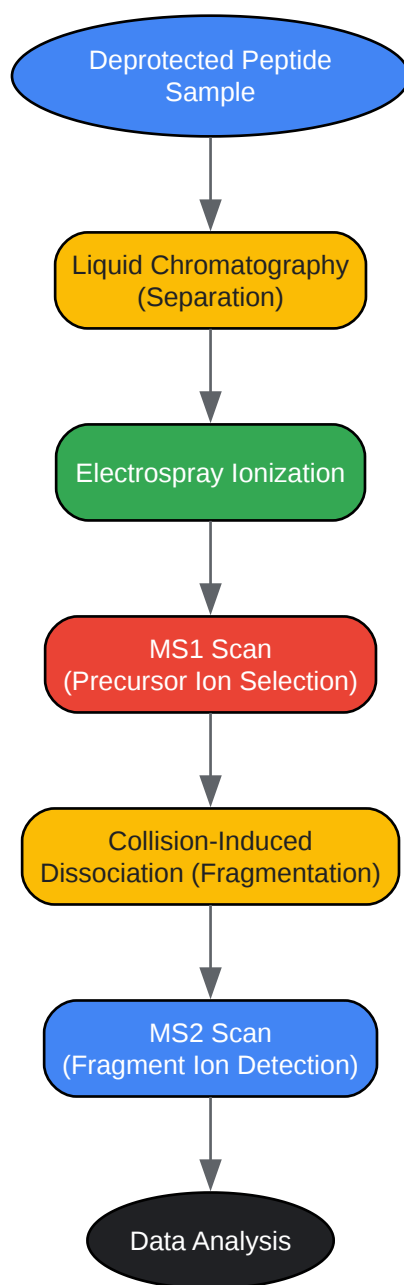 Deprotected Peptide
Sample
Liquid Chromatography
(Separation)
Electrospray Ionization
MS1 Scan
(Precursor Ion Selection)
Collision-Induced
Dissociation (Fragmentation)
MS2 Scan
(Fragment Ion Detection)
Data Analysis